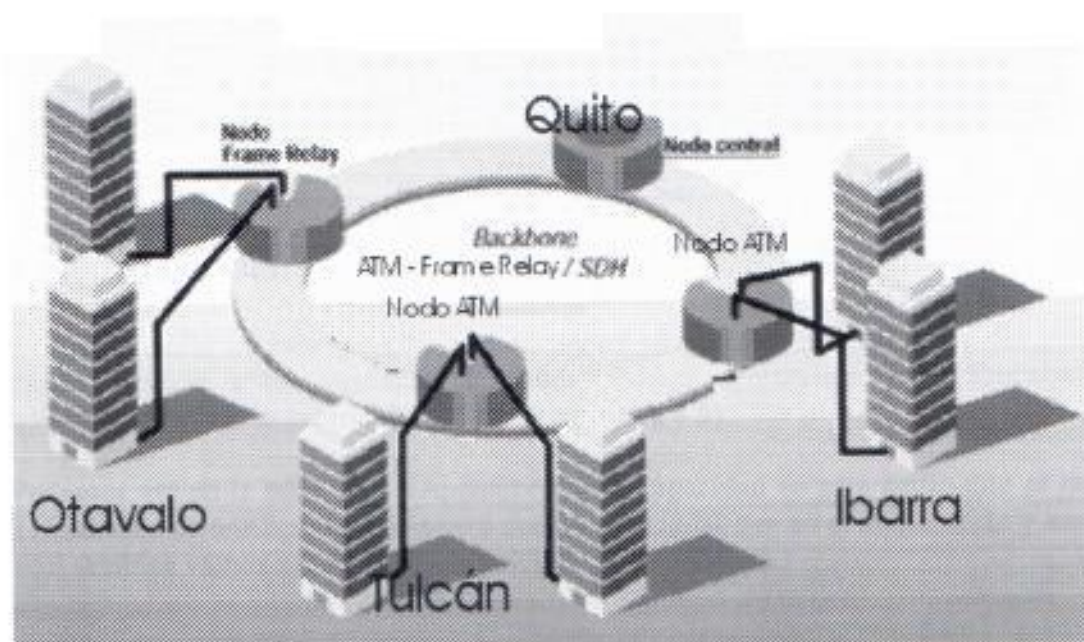 Quito
Nodo
Frame Relay
Nodo central
Backbone
ATM - Frame Relay / SDH
Nodo ATM
Nodo ATM
Otavalo
Ibarra
Tulcán